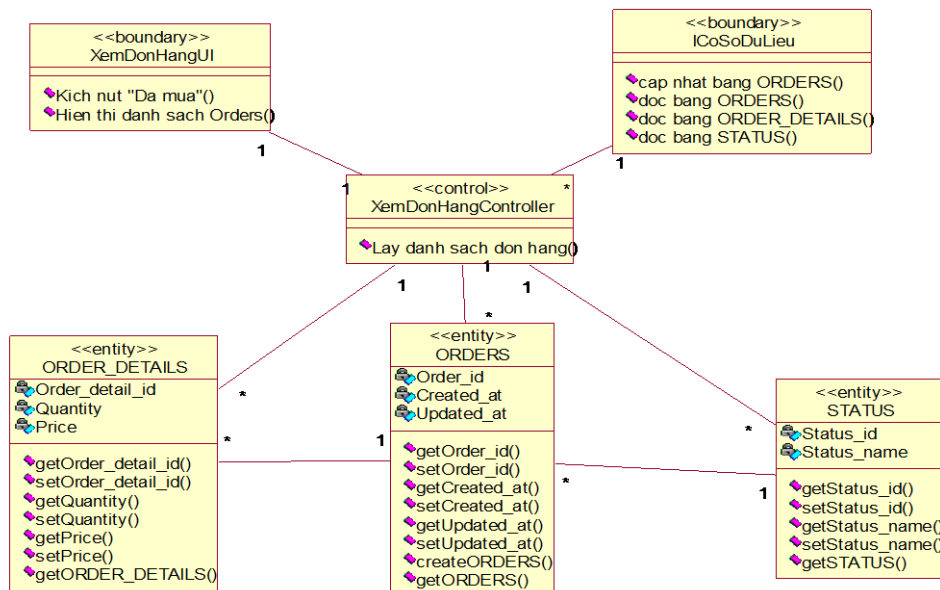 <<boundary>>
XemDonHangUI
Kich nut "Da mua"()
Hien thi danh sach Orders()
1
<<boundary>>
ICoSoDuLieu
cap nhat bang ORDERS()
doc bang ORDERS()
doc bang ORDER_DETAILS()
doc bang STATUS()
1
1
*
<<control>>
XemDonHangController
Lay danh sach don hang()
1
1
1
*
*
*
<<entity>>
ORDER_DETAILS
Order_detail_id
Quantity
Price
getOrder_detail_id()
setOrder_detail_id()
getQuantity()
setQuantity()
getPrice()
setPrice()
getORDER_DETAILS()
*
1
<<entity>>
ORDERS
Order_id
Created_at
Updated_at
getOrder_id()
setOrder_id()
getCreated_at()
setCreated_at()
getUpdated_at()
setUpdated_at()
createORDERS()
getORDERS()
*
1
<<entity>>
STATUS
Status_id
Status_name
getStatus_id()
setStatus_id()
getStatus_name()
setStatus_name()
getSTATUS()